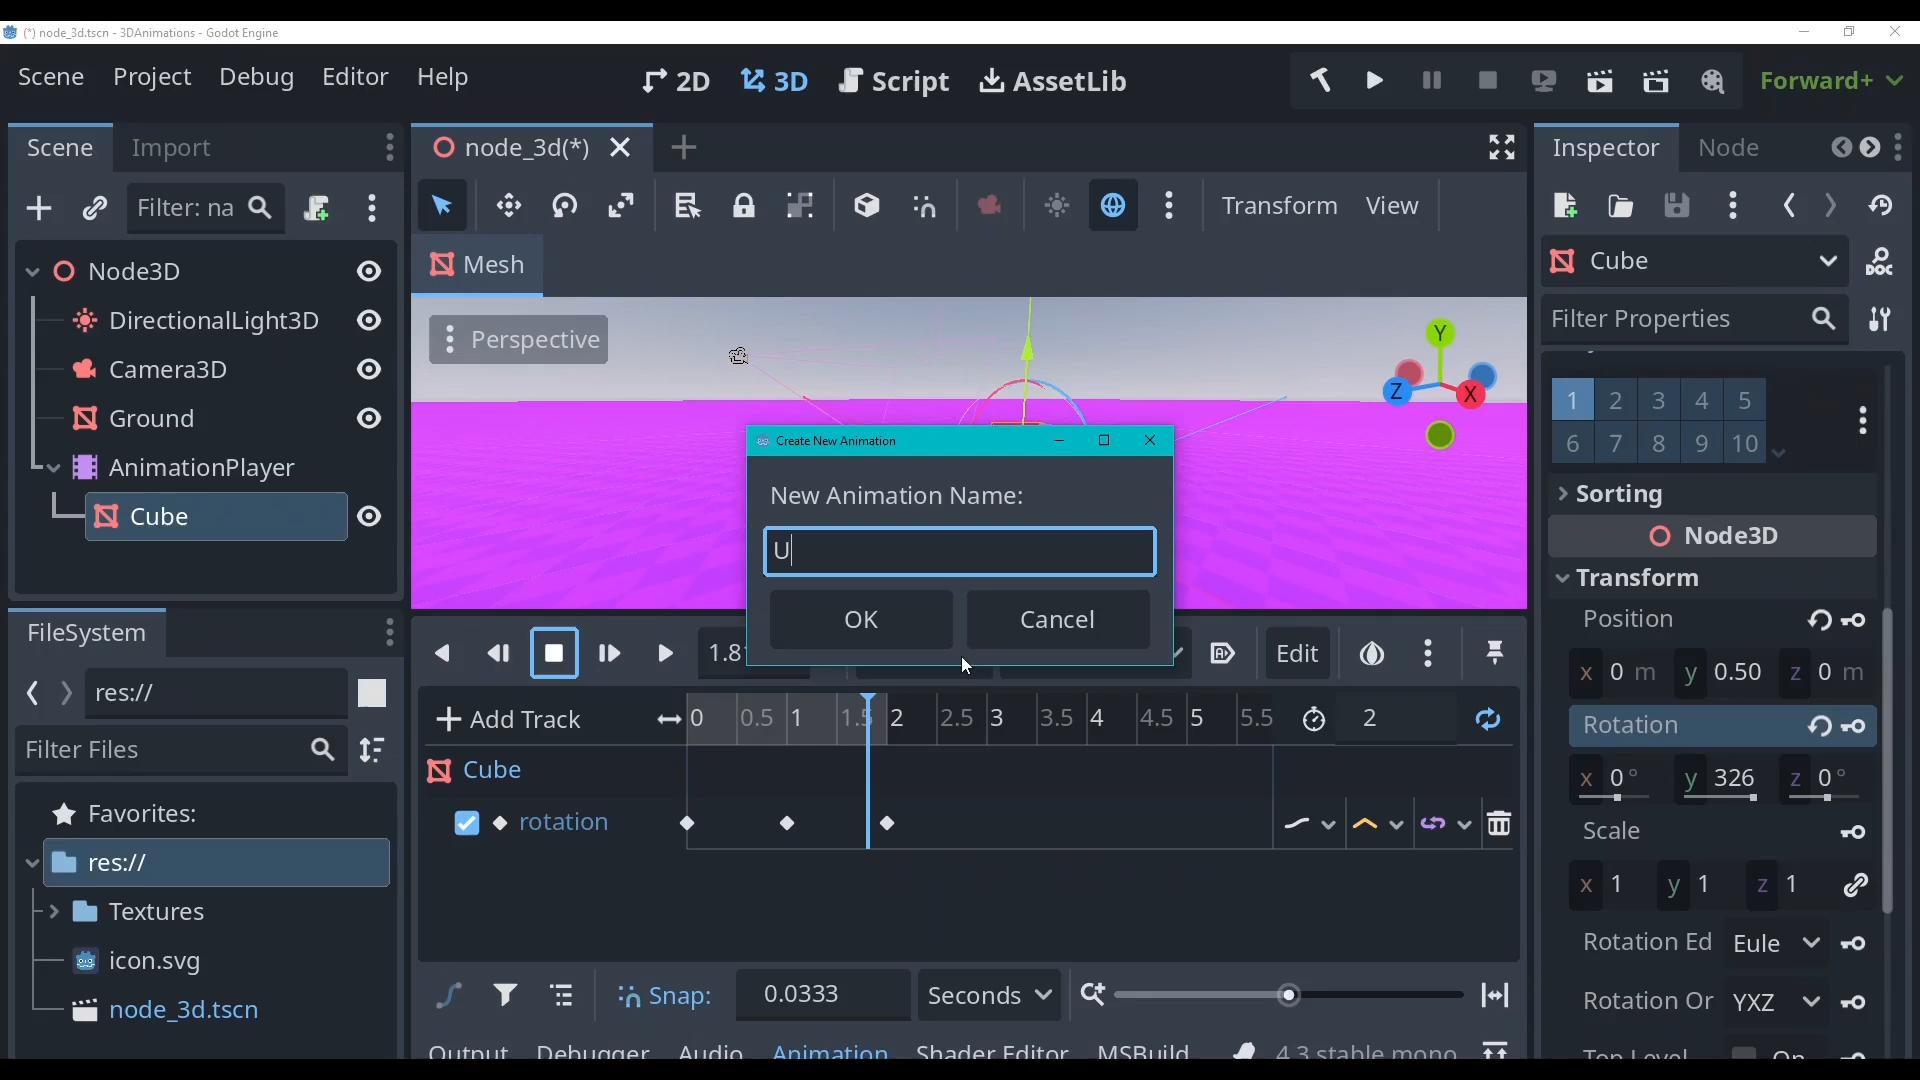 (*) node_3d.tscn - 3DAnimations - Godot Engine
Scene Project Debug Editor Help
2D 3D Script AssetLib
Forward+
Scene Import
node_3d(*)
Inspector Node
Filter: na
Transform View
Cube
DOC
Mesh
Filter Properties
Node3D
DirectionalLight3D
Camera3D
Ground
AnimationPlayer
Cube
Perspective
Y
Z
X
1 2 3 4 5
6 7 8 9 10
Sorting
Node3D
Transform
Position
x 0 m y 0.50 z 0 m
Rotation
x 0° y 326 z 0°
Scale
x 1 y 1 z 1
Rotation Ed Eule
Rotation Or YXZ
Top Level On
Create New Animation
New Animation Name:
U
OK Cancel
1.81
Edit
Add Track
0 0.5 1 1.5 2 2.5 3 3.5 4 4.5 5 5.5
2
Cube
rotation
Snap: 0.0333 Seconds
Output Debugger Audio Animation Shader Editor MSBuild 4.3.stable.mono
FileSystem
res://
Filter Files
Favorites:
res://
Textures
icon.svg
node_3d.tscn